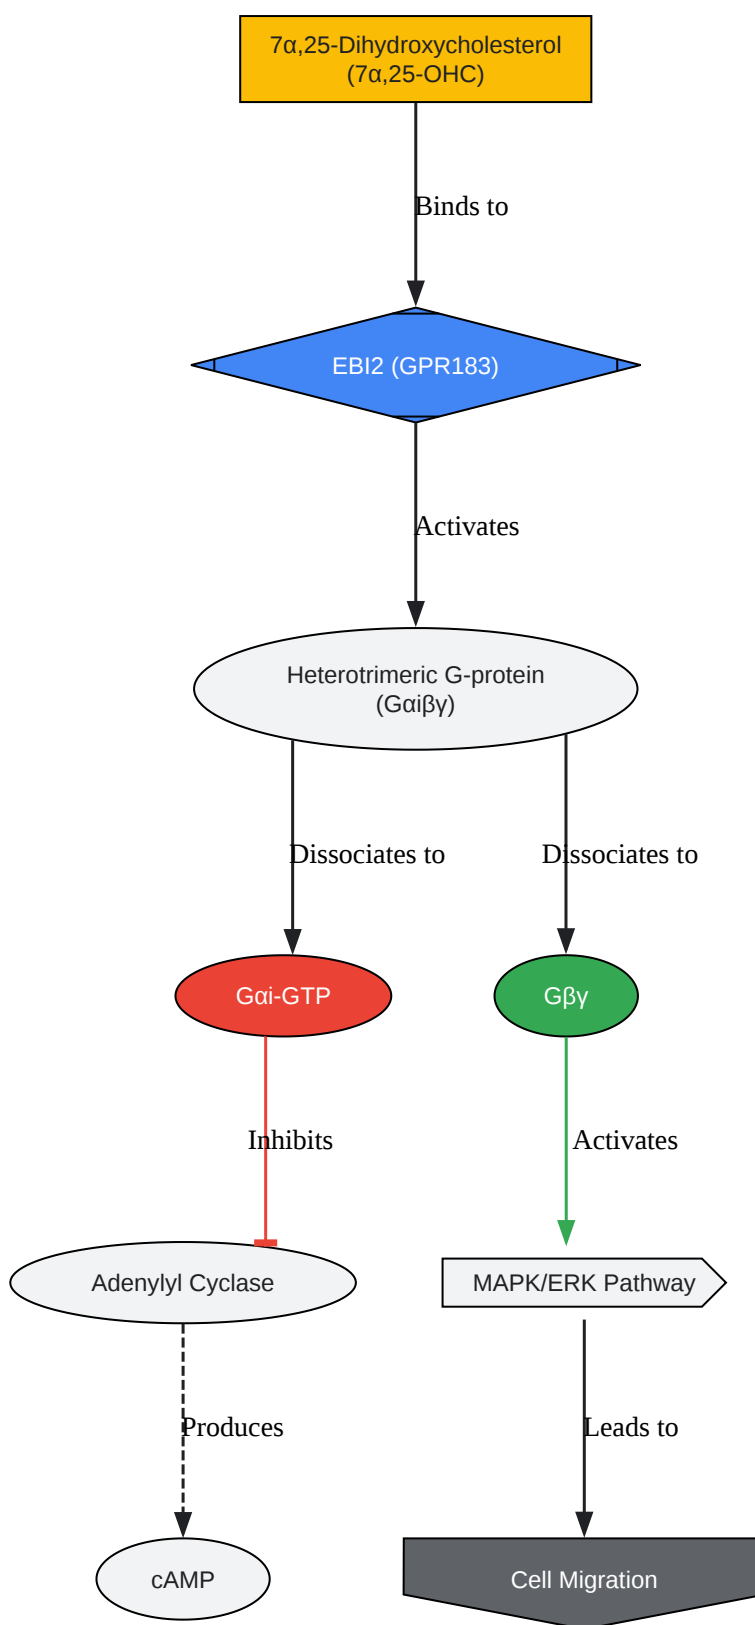 7α,25-Dihydroxycholesterol
(7α,25-OHC)
Binds to
EBI2 (GPR183)
Activates
Heterotrimeric G-protein
(Gαiβγ)
Dissociates to
Dissociates to
Gαi-GTP
Gβγ
Inhibits
Activates
Adenylyl Cyclase
MAPK/ERK Pathway
Produces
Leads to
cAMP
Cell Migration